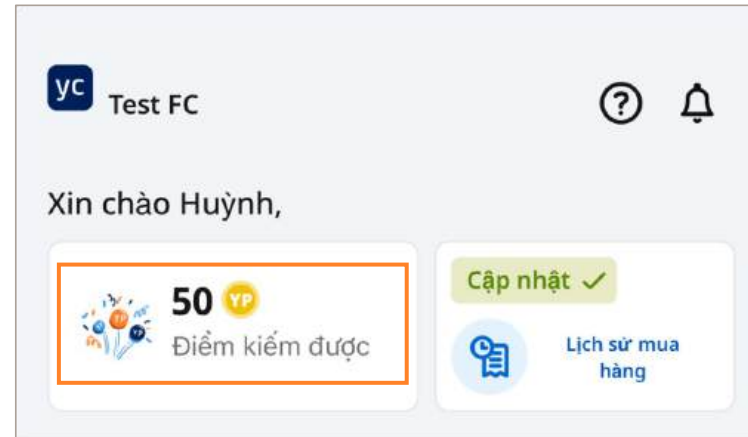 yc
Test FC
Xin chào Huỳnh,
50 YP
Điểm kiếm được
Cập nhật
Lịch sử mua
hàng